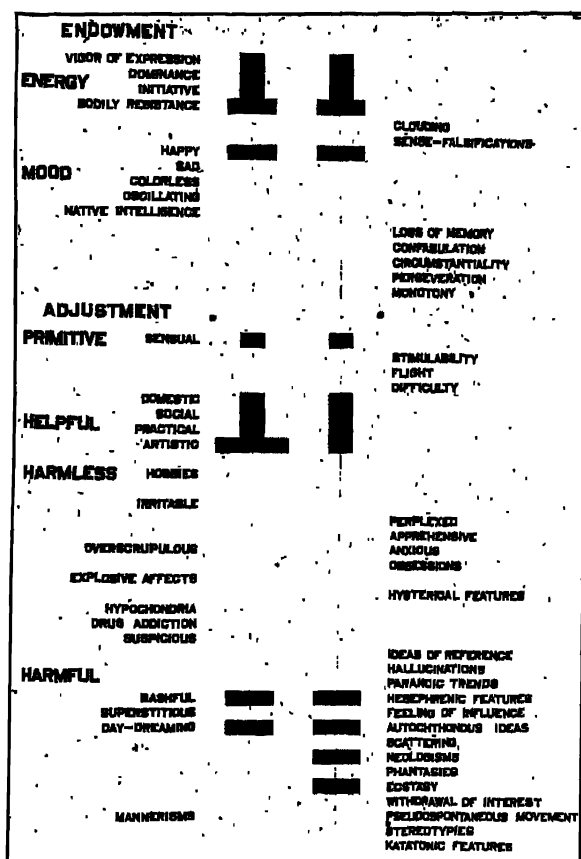 ENDOWMENT
VIGOR OF EXPRESSION
DOMINANCE
ENERGY
INITIATIVE
BODILY RESISTANCE
CLOUDING
SENSE-FALSIFICATIONS
HAPPY
SAD
MOOD
COLORLESS
OSCILLATING
NATIVE INTELLIGENCE
LOSS OF MEMORY
CONFABULATION
CIRCUMSTANTIALITY
PERSEVERATION
MONOTONY
ADJUSTMENT
PRIMITIVE SENSUAL
STIMULABILITY
FLIGHT
DIFFICULTY
DOMESTIC
SOCIAL
HELPFUL
PRACTICAL
ARTISTIC
HARMLESS HOBBIES
IRRITABLE
PERPLEXED
APPREHENSIVE
OVERSCRUPULOUS ANXIOUS
OBSESSIONS
EXPLOSIVE AFFECTS
HYSTERICAL FEATURES
HYPOCHONDRIA
DRUG ADDICTION
SUSPICIOUS
IDEAS OF REFERENCE
HALLUCINATIONS
HARMFUL
PARANOIC TRENDS
BASHFUL HEBEPHRENIC FEATURES
SUPERSTITIOUS FEELING OF INFLUENCE
DAY-DREAMING AUTOCHTHONOUS IDEAS
SCATTERING
NEOLOGISMS
PHANTASIES
ECSTASY
WITHDRAWAL OF INTEREST
MANNERISMS PSEUDOSPONTANEOUS MOVEMENT
STEREOTYPIES
KATATONIC FEATURES